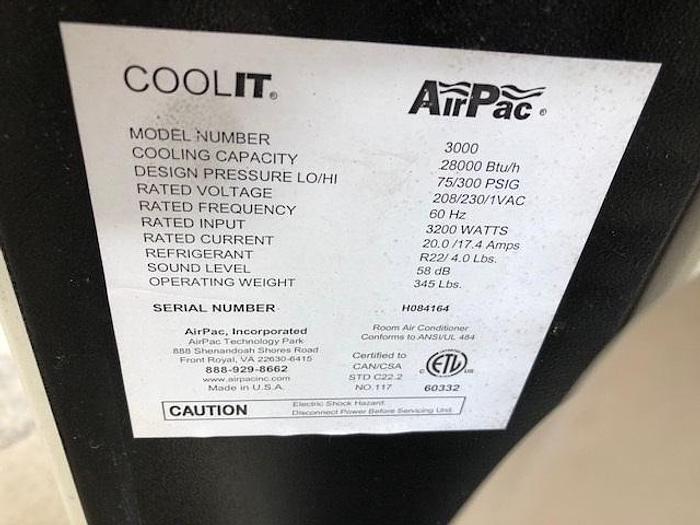 COOLIT® AirPac®
MODEL NUMBER 3000
COOLING CAPACITY 28000 Btu/h
DESIGN PRESSURE LO/HI 75/300 PSIG
RATED VOLTAGE 208/230/1VAC
RATED FREQUENCY 60 Hz
RATED INPUT 3200 WATTS
RATED CURRENT 20.0 /17.4 Amps
REFRIGERANT R22/ 4.0 Lbs.
SOUND LEVEL 58 dB
OPERATING WEIGHT 345 Lbs.
SERIAL NUMBER H084164
AirPac, Incorporated
AirPac Technology Park
888 Shenandoah Shores Road
Front Royal, VA 22630-6415
888-929-8662
www.airpacinc.com
Made in U.S.A.
Room Air Conditioner
Conforms to ANSI/UL 484
Certified to
CAN/CSA
STD C22.2
NO.117
C ETL US
60332
CAUTION
Electric Shock Hazard.
Disconnect Power Before Servicing Unit.